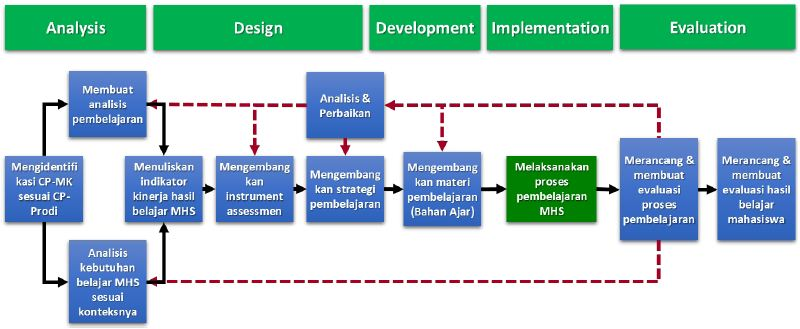 Analysis
Design
Development
Implementation
Evaluation
Membuat
analisis
pembelajaran
Analisis &
Perbaikan
Mengidentifi
kasi CP-MK
sesuai CP-
Prodi
Menuliskan
indikator
kinerja hasil
belajar MHS
Mengembang
kan
instrument
assessmen
Mengembang
kan strategi
pembelajaran
Mengembang
kan materi
pembelajaran
(Bahan Ajar)
Melaksanakan
proses
pembelajaran
MHS
Merancang &
membuat
evaluasi
proses
pembelajaran
Merancang &
membuat
evaluasi hasil
belajar
mahasiswa
Analisis
kebutuhan
belajar MHS
sesuai
konteksnya